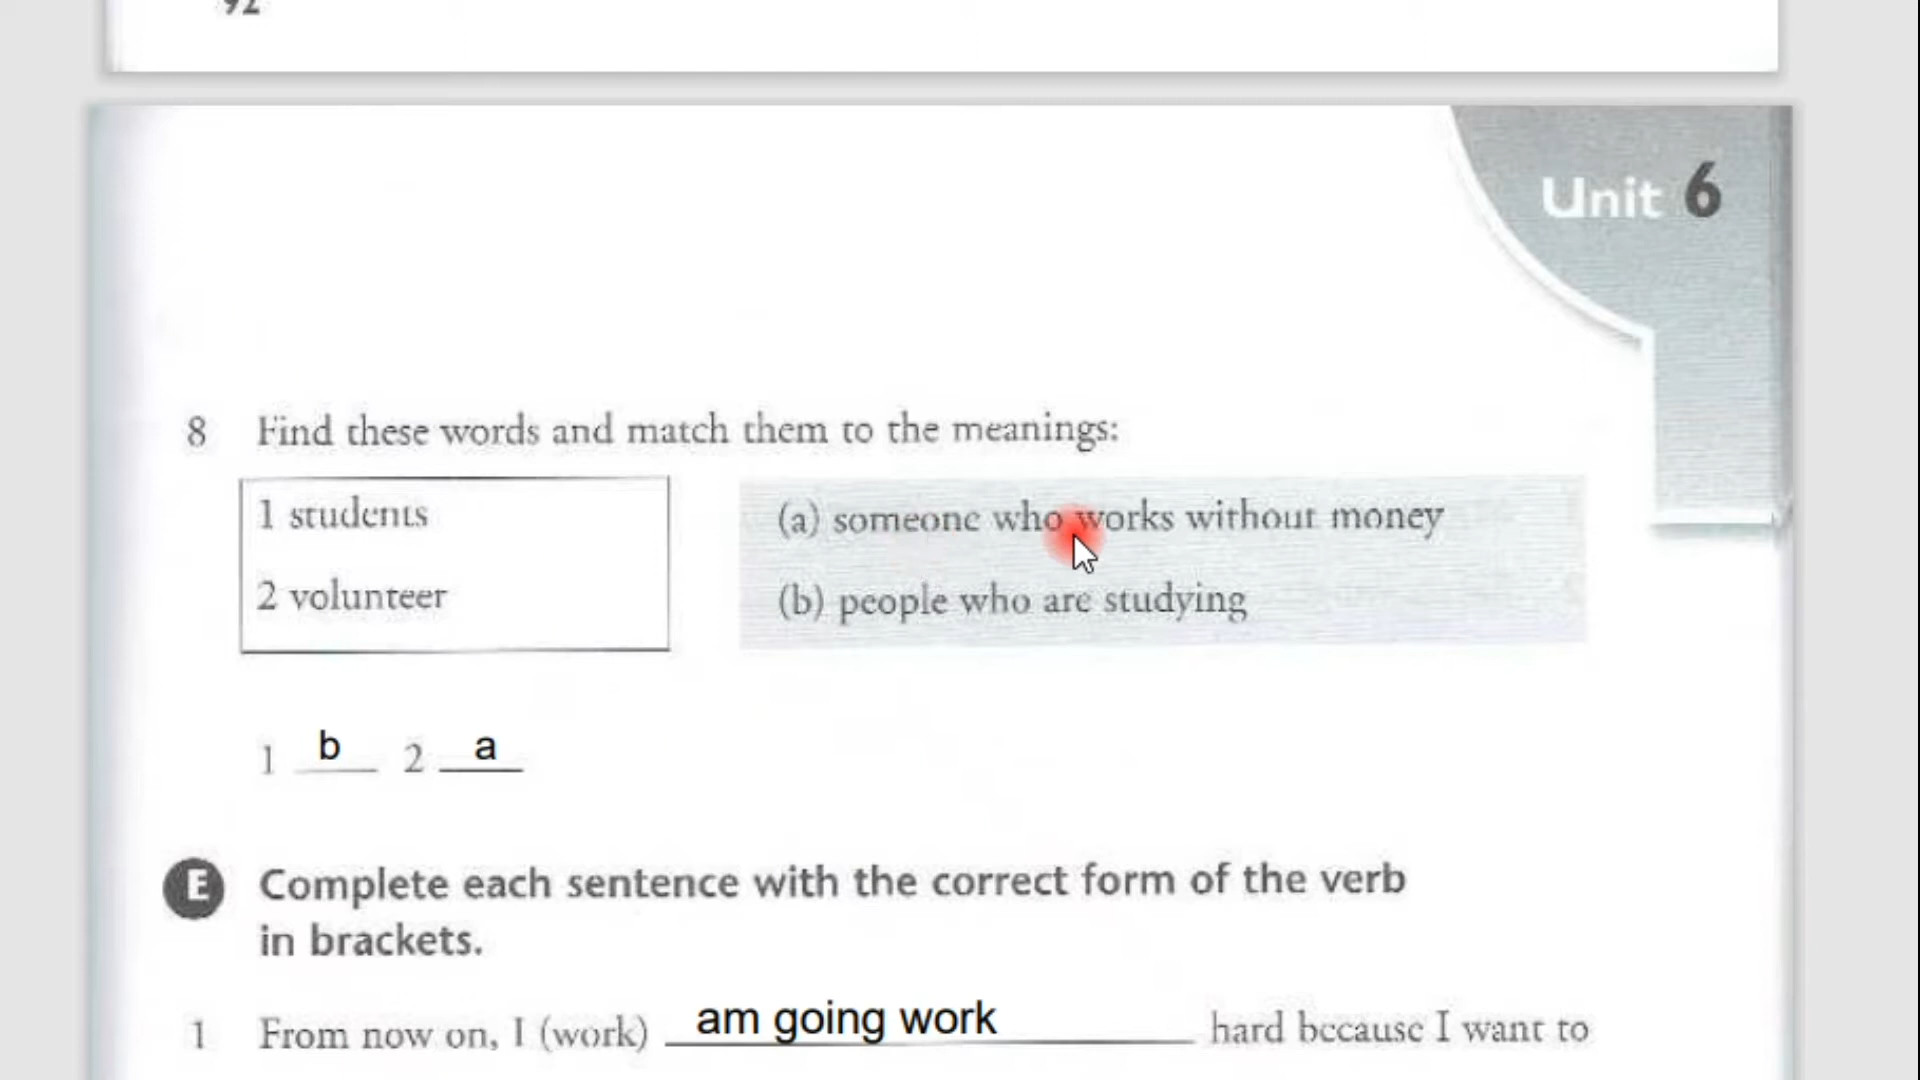 92
Unit 6
8 Find these words and match them to the meanings:
1 students
2 volunteer
(a) someone who works without money
(b) people who are studying
1 b 2 a
E Complete each sentence with the correct form of the verb
in brackets.
1 From now on, I (work) am going work hard because I want to